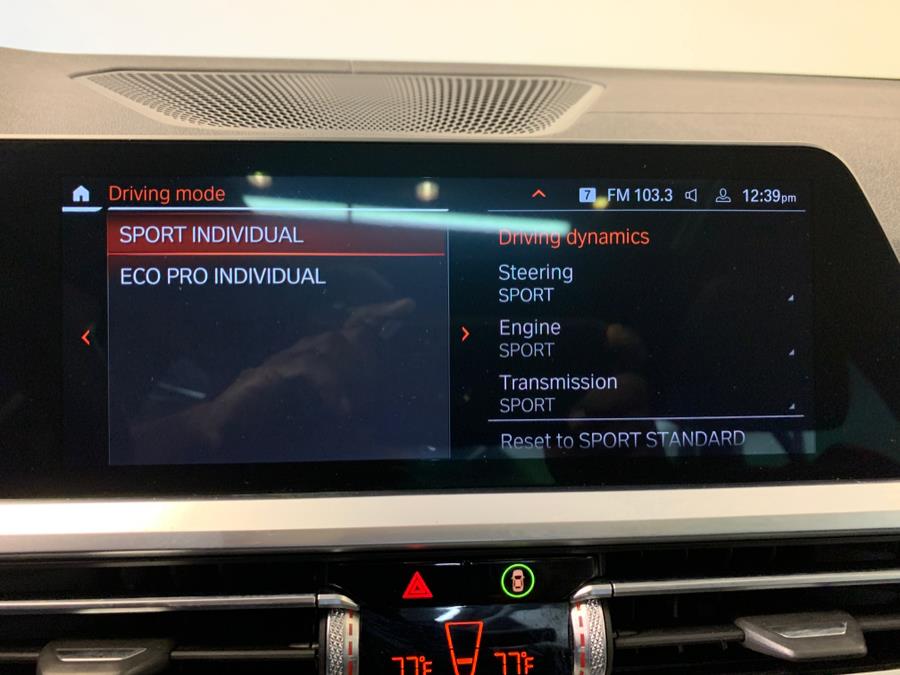 Driving mode
7 FM 103.3 12:39pm
SPORT INDIVIDUAL
ECO PRO INDIVIDUAL
Driving dynamics
Steering
SPORT
Engine
SPORT
Transmission
SPORT
Reset to SPORT STANDARD
77°F 77°F